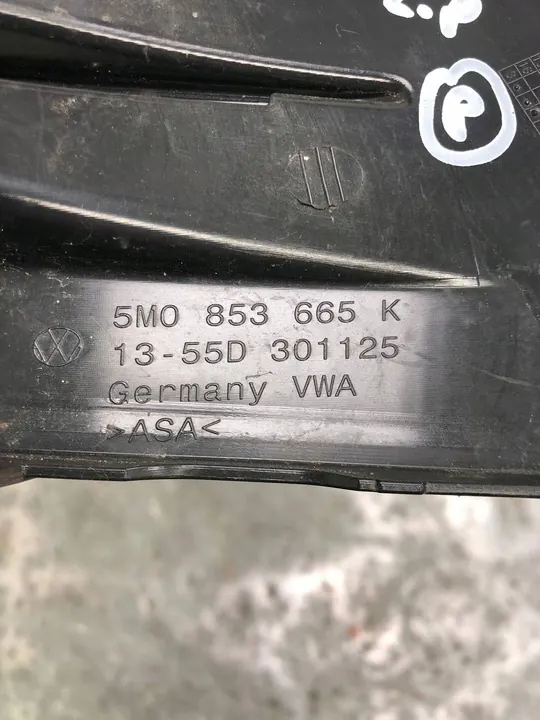 P
5M0 853 665 K
13-55D 301125
Germany VWA
>ASA<